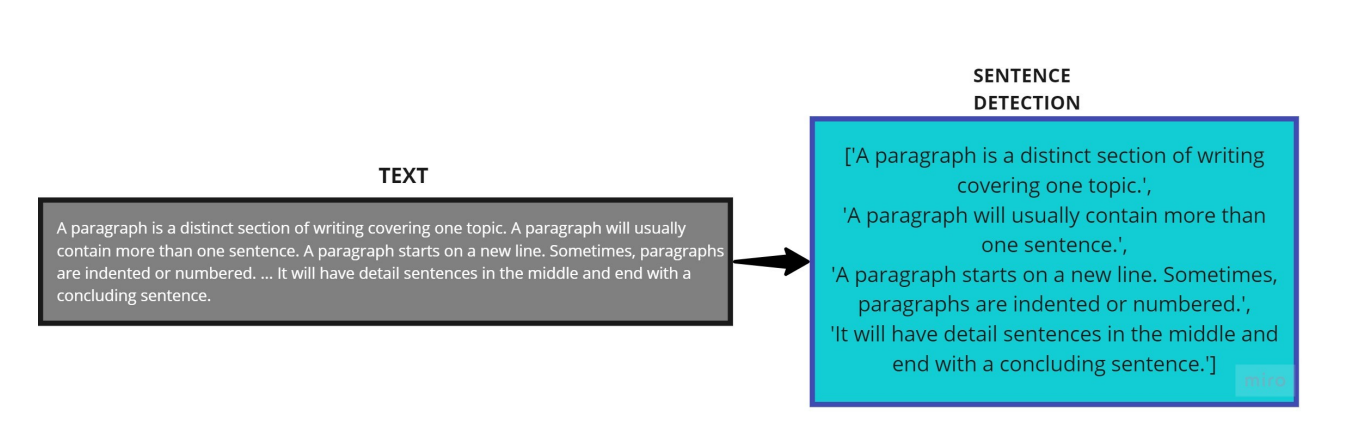 TEXT
A paragraph is a distinct section of writing covering one topic. A paragraph will usually
contain more than one sentence. A paragraph starts on a new line. Sometimes, paragraphs
are indented or numbered. ... It will have detail sentences in the middle and end with a
concluding sentence.
SENTENCE
DETECTION
['A paragraph is a distinct section of writing
covering one topic.',
'A paragraph will usually contain more than
one sentence.',
'A paragraph starts on a new line. Sometimes,
paragraphs are indented or numbered.',
'It will have detail sentences in the middle and
end with a concluding sentence.']
miro